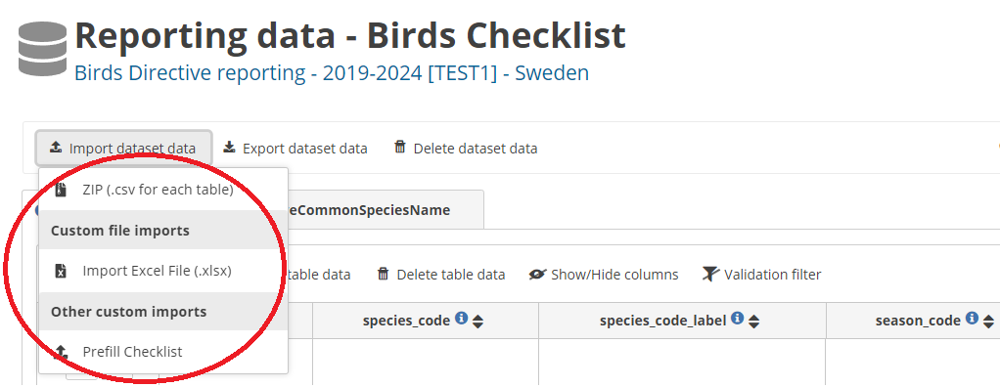 Reporting data - Birds Checklist
Birds Directive reporting - 2019-2024 [TEST1] - Sweden
Import dataset data Export dataset data Delete dataset data
ZIP (.csv for each table)
eCommonSpeciesName
Custom file imports
Import Excel File (.xlsx) table data Delete table data Show/Hide columns Validation filter
Other custom imports
species_code species_code_label season_code
Prefill Checklist